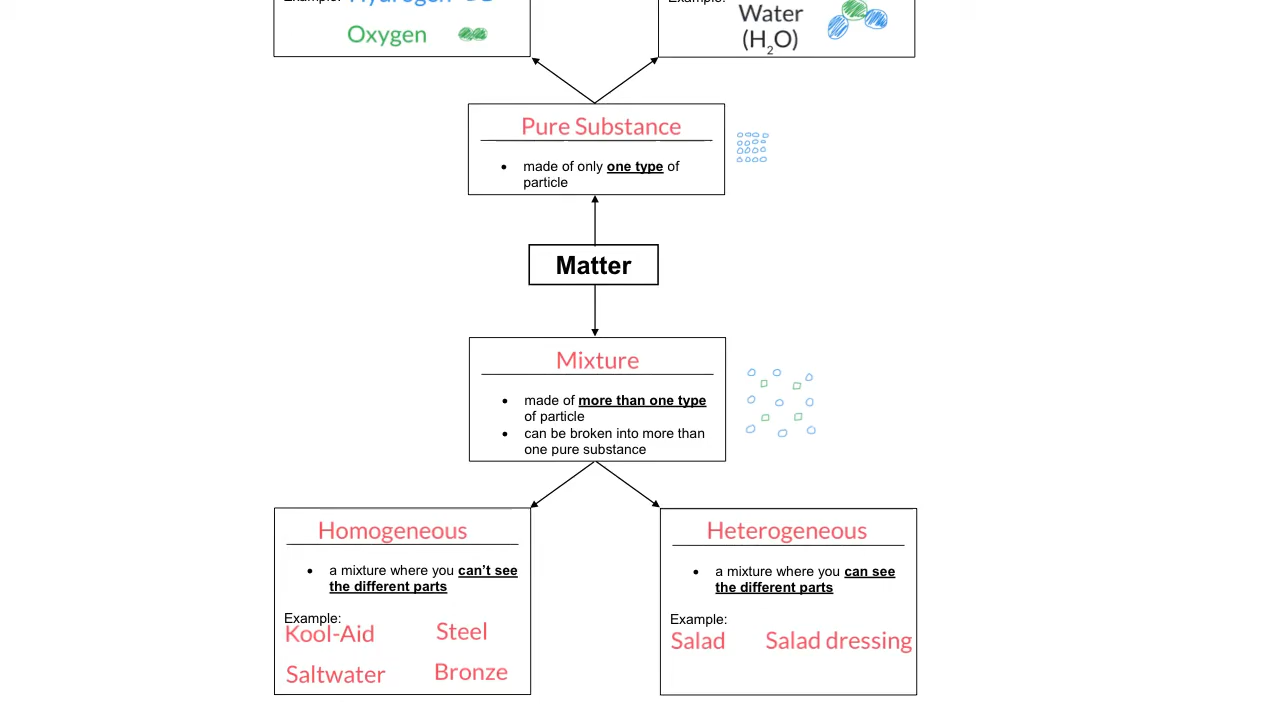 Example: Hydrogen
Oxygen
Example:
Water
(H₂O)
Pure Substance
• made of only one type of
particle
Matter
Mixture
• made of more than one type
of particle
• can be broken into more than
one pure substance
Homogeneous
• a mixture where you can't see
the different parts
Example:
Kool-Aid Steel
Saltwater Bronze
Heterogeneous
• a mixture where you can see
the different parts
Example:
Salad Salad dressing